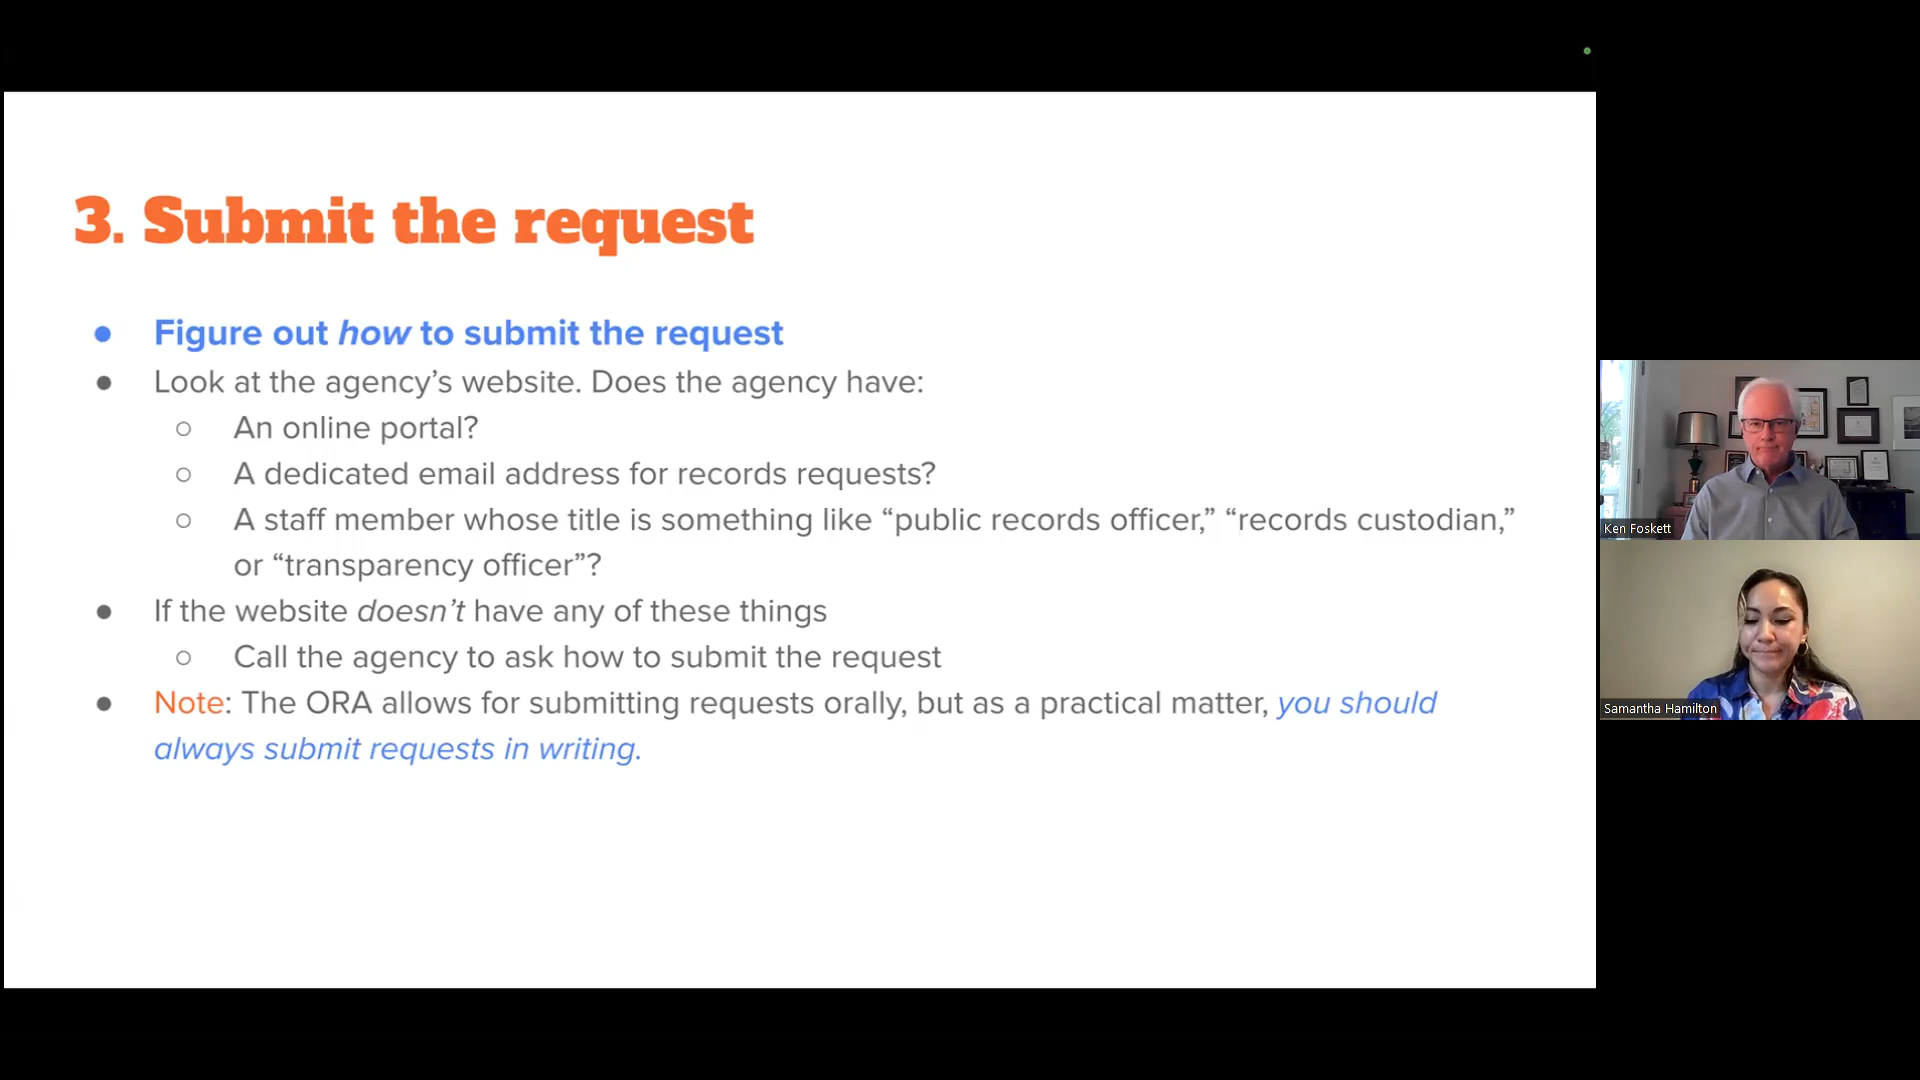 3. Submit the request
● Figure out how to submit the request
● Look at the agency’s website. Does the agency have:
○ An online portal?
○ A dedicated email address for records requests?
○ A staff member whose title is something like “public records officer,” “records custodian,”
or “transparency officer”?
● If the website doesn’t have any of these things
○ Call the agency to ask how to submit the request
● Note: The ORA allows for submitting requests orally, but as a practical matter, you should
always submit requests in writing.
Ken Foskett
Samantha Hamilton